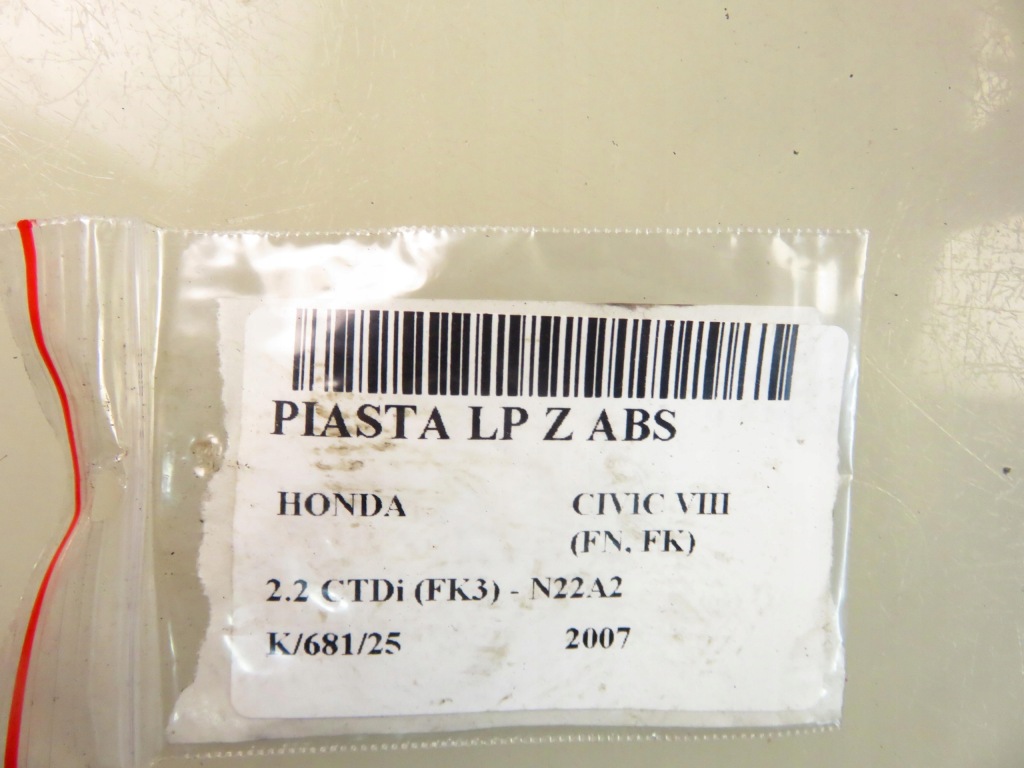 PIASTA LP Z ABS
HONDA CIVIC VIII
(FN, FK)
2.2 CTDi (FK3) - N22A2
K/681/25 2007